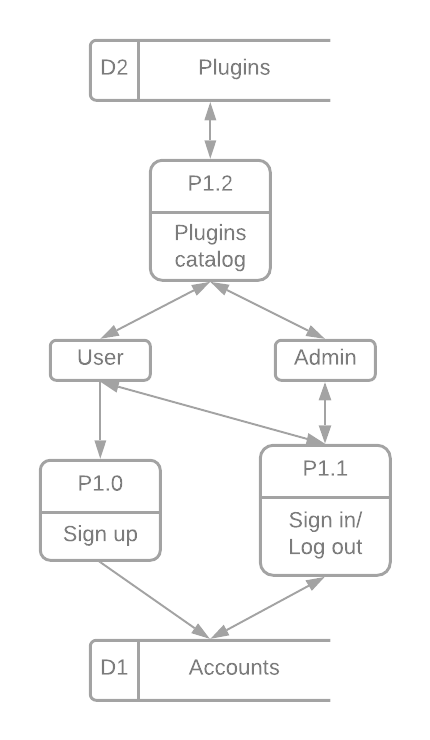 D2
Plugins
P1.2
Plugins
catalog
User
Admin
P1.0
Sign up
P1.1
Sign in/
Log out
D1
Accounts